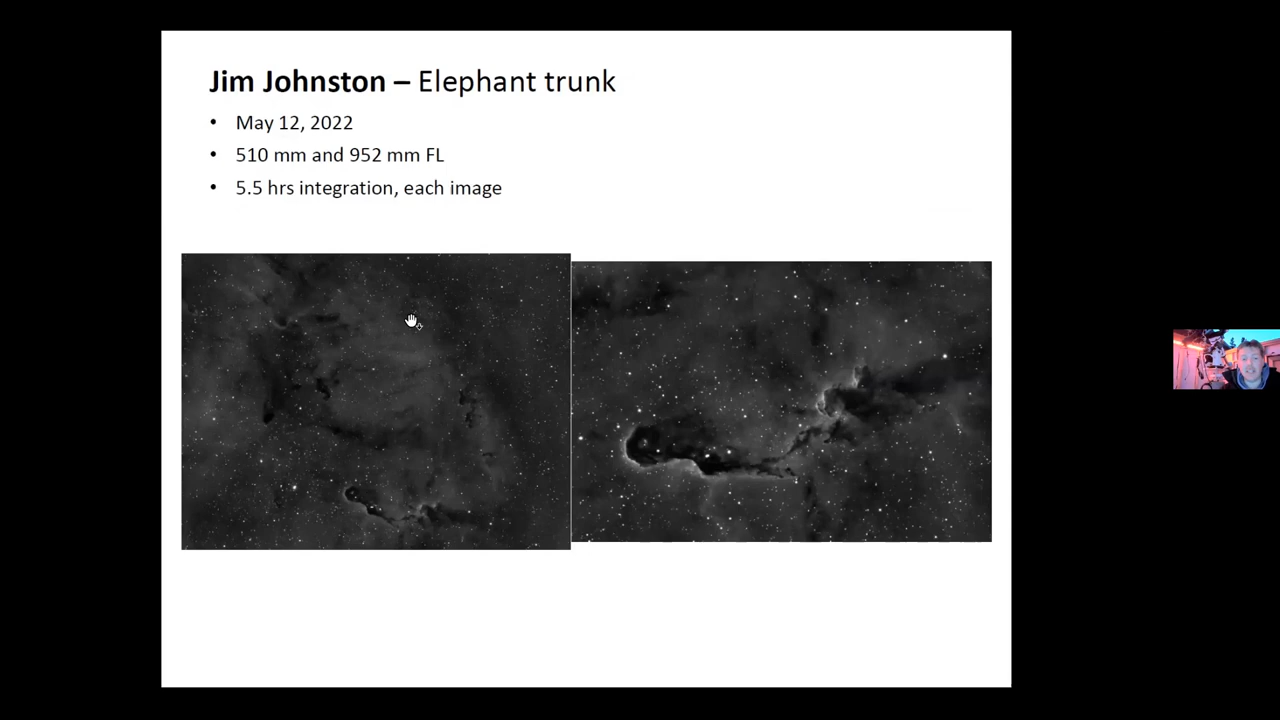 Jim Johnston – Elephant trunk
• May 12, 2022
• 510 mm and 952 mm FL
• 5.5 hrs integration, each image